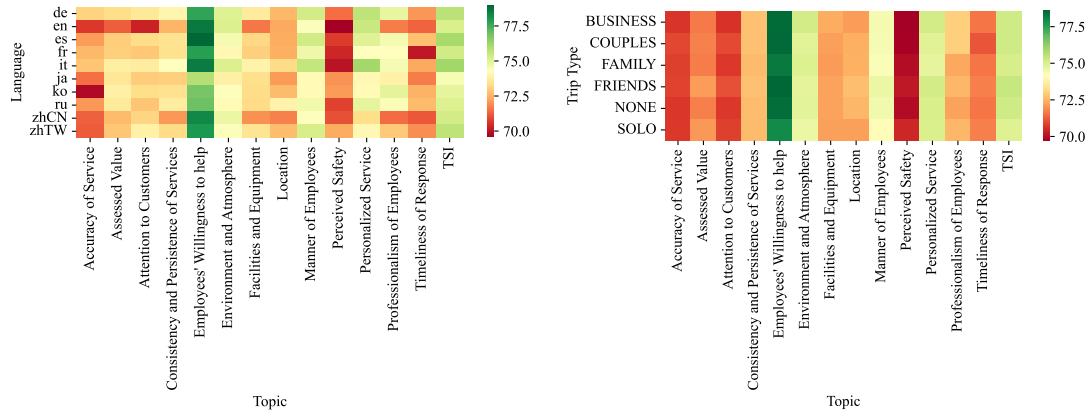 Language
de
en
es
fr
it
ja
ko
ru
zhCN
zhTW
Accuracy of Service
Assessed Value
Attention to Customers
Consistency and Persistence of Services
Employees' Willingness to help
Environment and Atmosphere
Facilities and Equipment
Location
Manner of Employees
Perceived Safety
Personalized Service
Professionalism of Employees
Timeliness of Response
TSI
Topic
77.5
75.0
72.5
70.0
Trip Type
BUSINESS
COUPLES
FAMILY
FRIENDS
NONE
SOLO
Accuracy of Service
Assessed Value
Attention to Customers
Consistency and Persistence of Services
Employees' Willingness to help
Environment and Atmosphere
Facilities and Equipment
Location
Manner of Employees
Perceived Safety
Personalized Service
Professionalism of Employees
Timeliness of Response
TSI
Topic
77.5
75.0
72.5
70.0